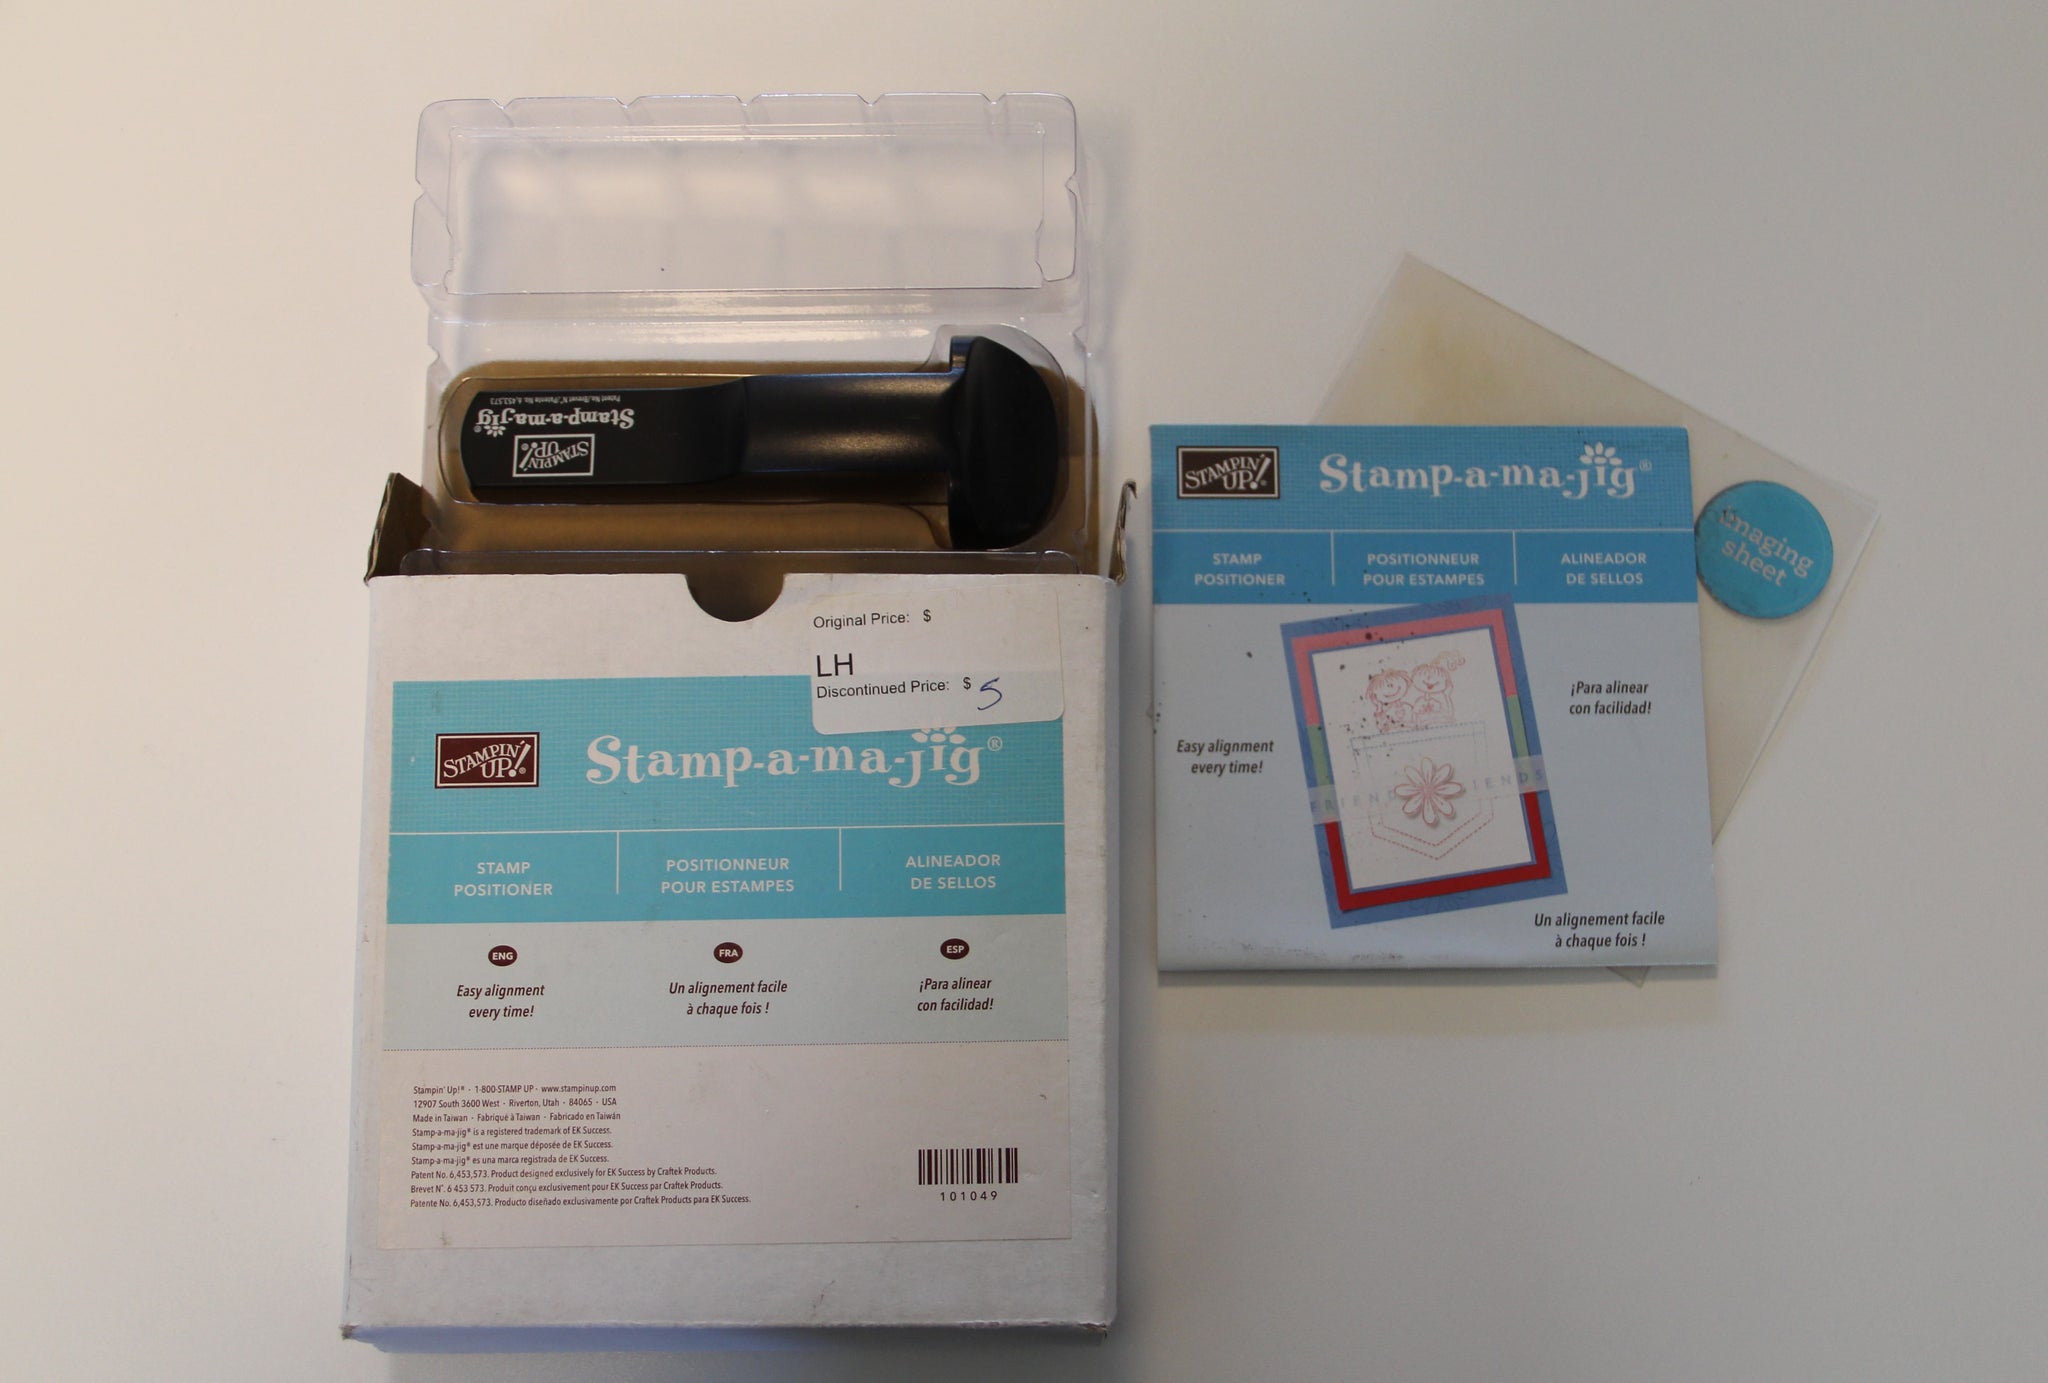 Stamp-a-ma-jig®
Patent No./Brevet N°./Patente No. 6,453,573
STAMPIN' UP!®
Original Price: $
LH
Discontinued Price: $ 5
STAMPIN' UP!®
Stamp-a-ma-jig®
STAMP POSITIONER
POSITIONNEUR POUR ESTAMPES
ALINEADOR DE SELLOS
ENG
Easy alignment
every time!
FRA
Un alignement facile
à chaque fois !
ESP
¡Para alinear
con facilidad!
Stampin' Up!® · 1-800-STAMP UP · www.stampinup.com
12907 South 3600 West · Riverton, Utah · 84065 · USA
Made in Taiwan · Fabriqué à Taiwan · Fabricado en Taiwán
Stamp-a-ma-jig® is a registered trademark of EK Success.
Stamp-a-ma-jig® est une marque déposée de EK Success.
Stamp-a-ma-jig® es una marca registrada de EK Success.
Patent No. 6,453,573. Product designed exclusively for EK Success by Craftek Products.
Brevet N°. 6 453 573. Produit conçu exclusivement pour EK Success par Craftek Products.
Patente No. 6,453,573. Producto diseñado exclusivamente por Craftek Products para EK Success.
101049
STAMPIN' UP!®
Stamp-a-ma-jig®
STAMP POSITIONER
POSITIONNEUR POUR ESTAMPES
ALINEADOR DE SELLOS
¡Para alinear
con facilidad!
Easy alignment
every time!
FRIEND IENDS
Un alignement facile
à chaque fois !
imaging
sheet